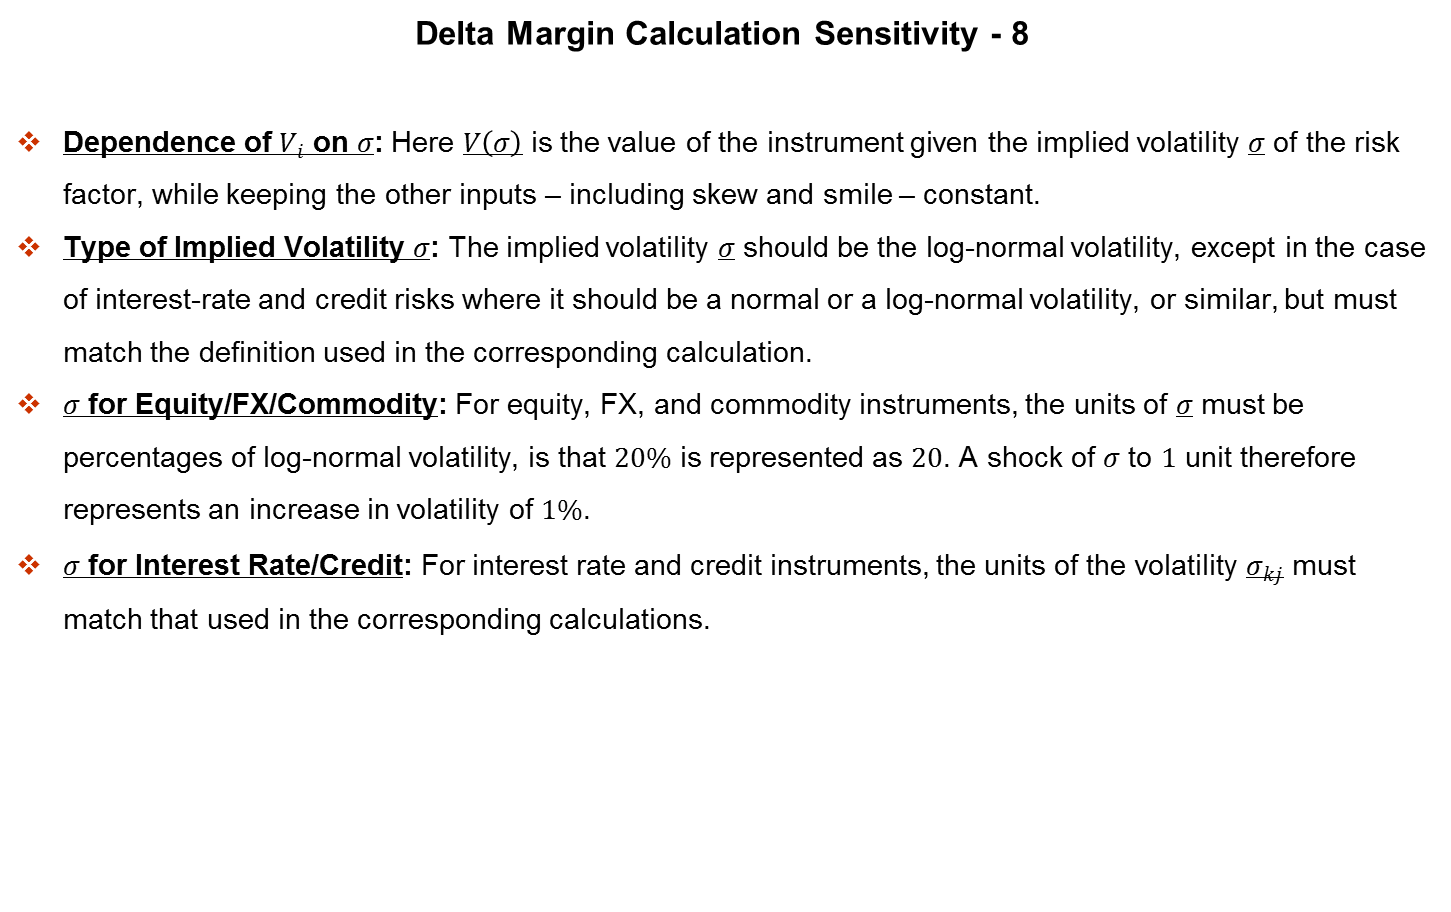 Delta Margin Calculation Sensitivity - 8
❖ Dependence of V_i on σ: Here V(σ) is the value of the instrument given the implied volatility σ of the risk
factor, while keeping the other inputs – including skew and smile – constant.
❖ Type of Implied Volatility σ: The implied volatility σ should be the log-normal volatility, except in the case
of interest-rate and credit risks where it should be a normal or a log-normal volatility, or similar, but must
match the definition used in the corresponding calculation.
❖ σ for Equity/FX/Commodity: For equity, FX, and commodity instruments, the units of σ must be
percentages of log-normal volatility, is that 20% is represented as 20. A shock of σ to 1 unit therefore
represents an increase in volatility of 1%.
❖ σ for Interest Rate/Credit: For interest rate and credit instruments, the units of the volatility σ_kj must
match that used in the corresponding calculations.